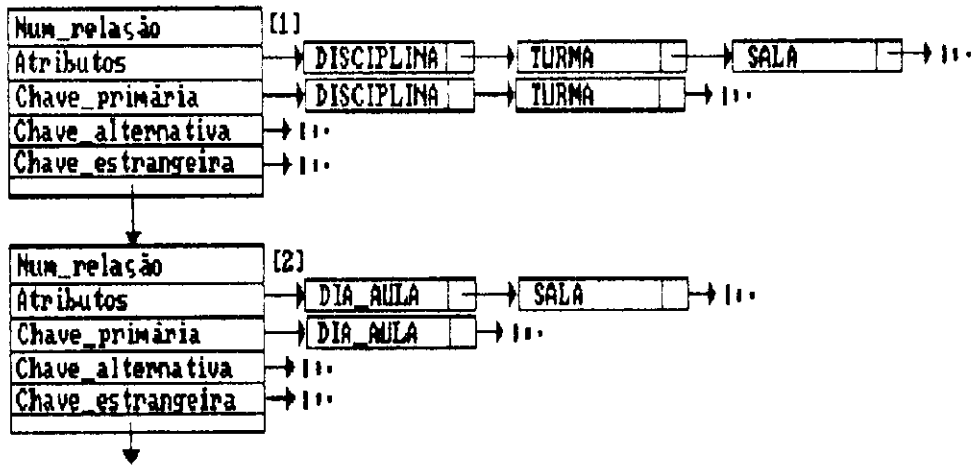 Num_relação [1]
Atributos DISCIPLINA TURMA SALA
Chave_primária DISCIPLINA TURMA
Chave_alternativa
Chave_estrangeira
Num_relação [2]
Atributos DIA_AULA SALA
Chave_primária DIA_AULA
Chave_alternativa
Chave_estrangeira